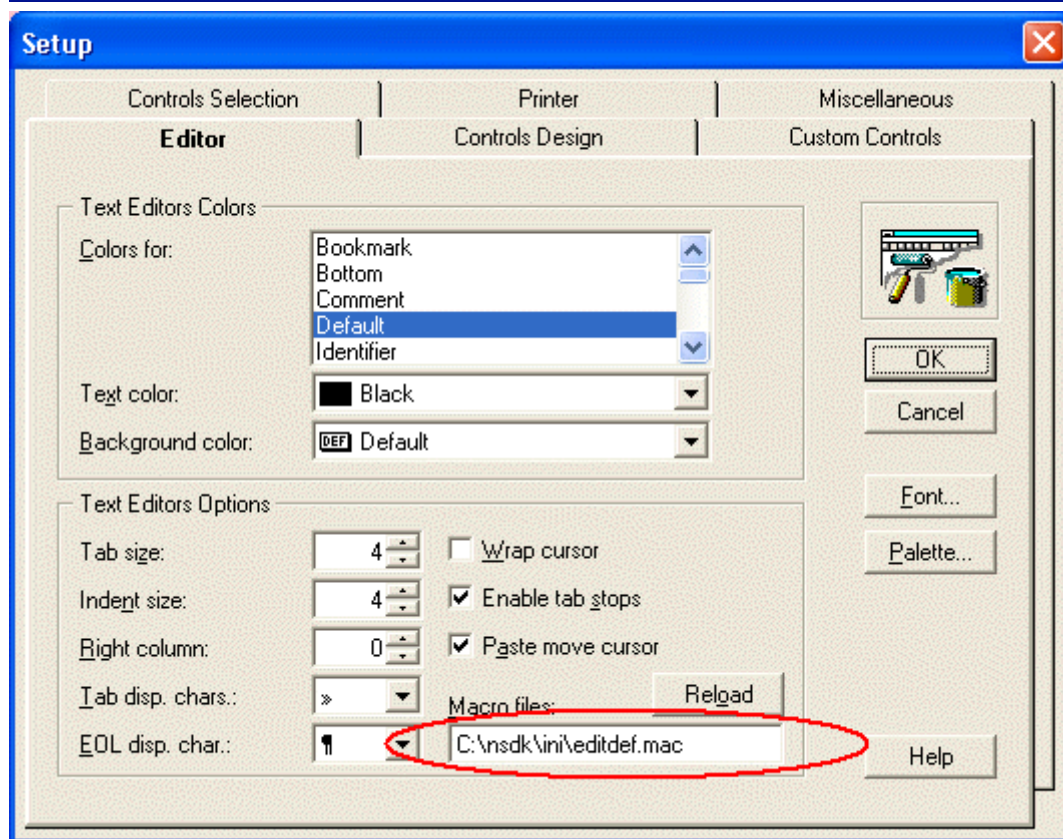 Setup
Controls Selection Printer Miscellaneous
Editor Controls Design Custom Controls
Text Editors Colors
Colors for:
Bookmark
Bottom
Comment
Default
Identifier
OK
Text color: Black
Cancel
Background color: DEF Default
Text Editors Options
Font...
Tab size: 4 Wrap cursor
Palette...
Indent size: 4 Enable tab stops
Right column: 0 Paste move cursor
Tab disp. chars.: » Reload
Macro files:
EOL disp. char.: ¶ C:\nsdk\ini\editdef.mac
Help